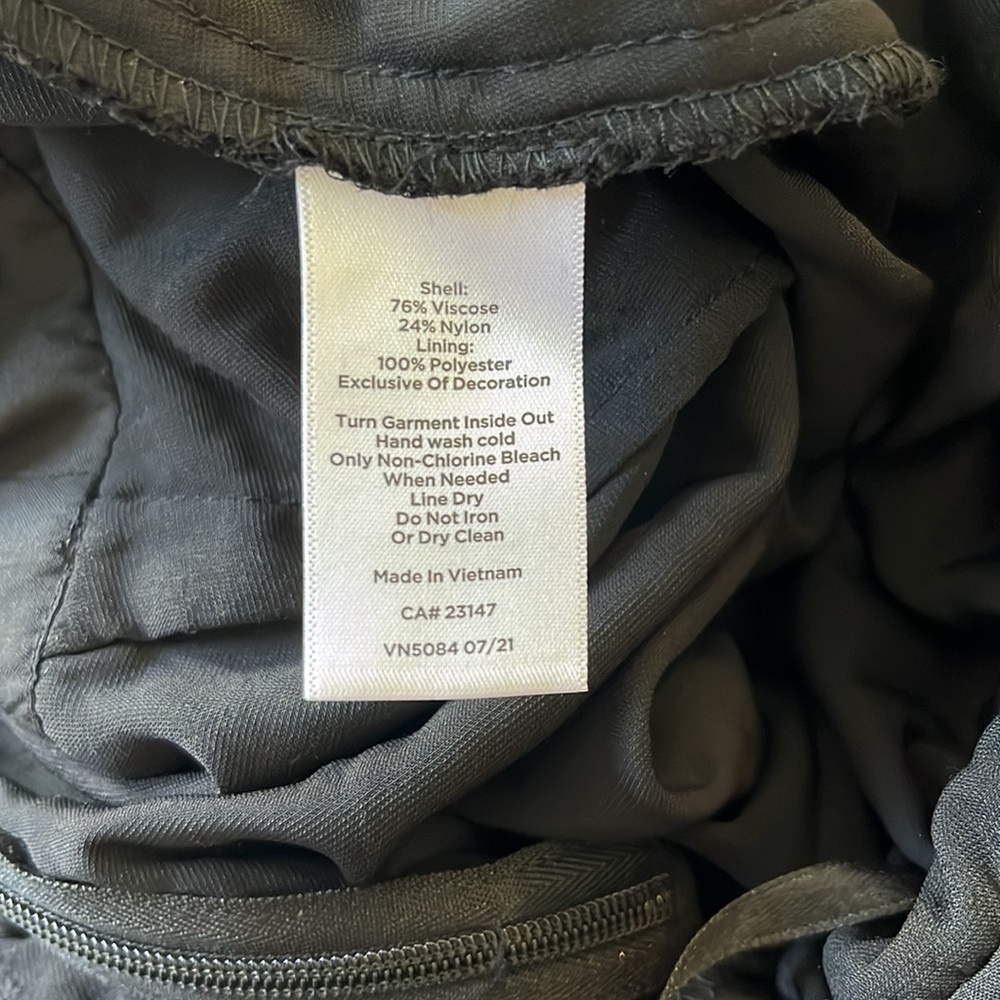 Shell:
76% Viscose
24% Nylon
Lining:
100% Polyester
Exclusive Of Decoration
Turn Garment Inside Out
Hand wash cold
Only Non-Chlorine Bleach
When Needed
Line Dry
Do Not Iron
Or Dry Clean
Made In Vietnam
CA# 23147
VN5084 07/21